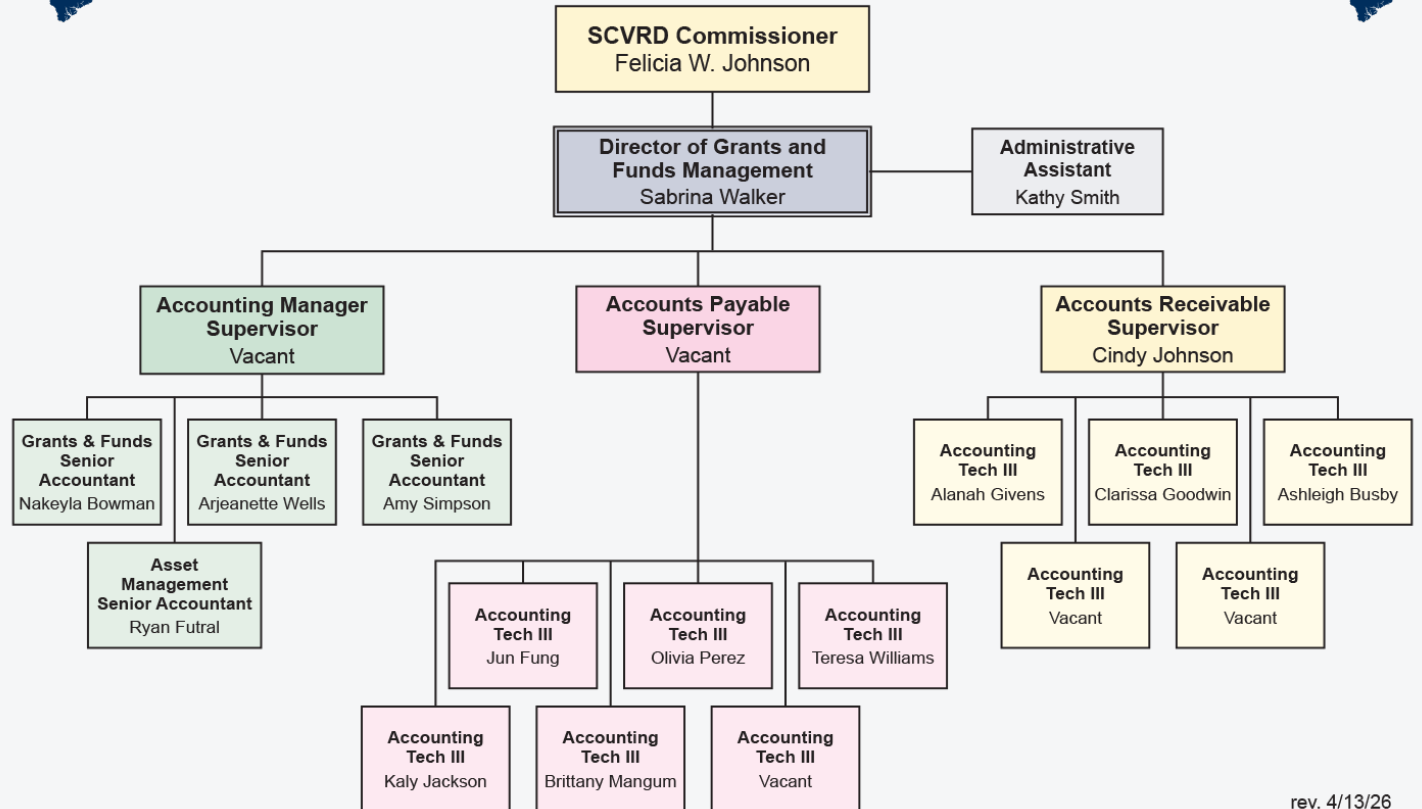 SCVRD Commissioner
Felicia W. Johnson
Director of Grants and
Funds Management
Sabrina Walker
Administrative
Assistant
Kathy Smith
Accounting Manager
Supervisor
Vacant
Accounts Payable
Supervisor
Vacant
Accounts Receivable
Supervisor
Cindy Johnson
Grants & Funds
Senior
Accountant
Nakeyla Bowman
Grants & Funds
Senior
Accountant
Arjeanette Wells
Grants & Funds
Senior
Accountant
Amy Simpson
Asset
Management
Senior Accountant
Ryan Futral
Accounting
Tech III
Jun Fung
Accounting
Tech III
Olivia Perez
Accounting
Tech III
Teresa Williams
Accounting
Tech III
Kaly Jackson
Accounting
Tech III
Brittany Mangum
Accounting
Tech III
Vacant
Accounting
Tech III
Alanah Givens
Accounting
Tech III
Clarissa Goodwin
Accounting
Tech III
Ashleigh Busby
Accounting
Tech III
Vacant
Accounting
Tech III
Vacant
rev. 4/13/26